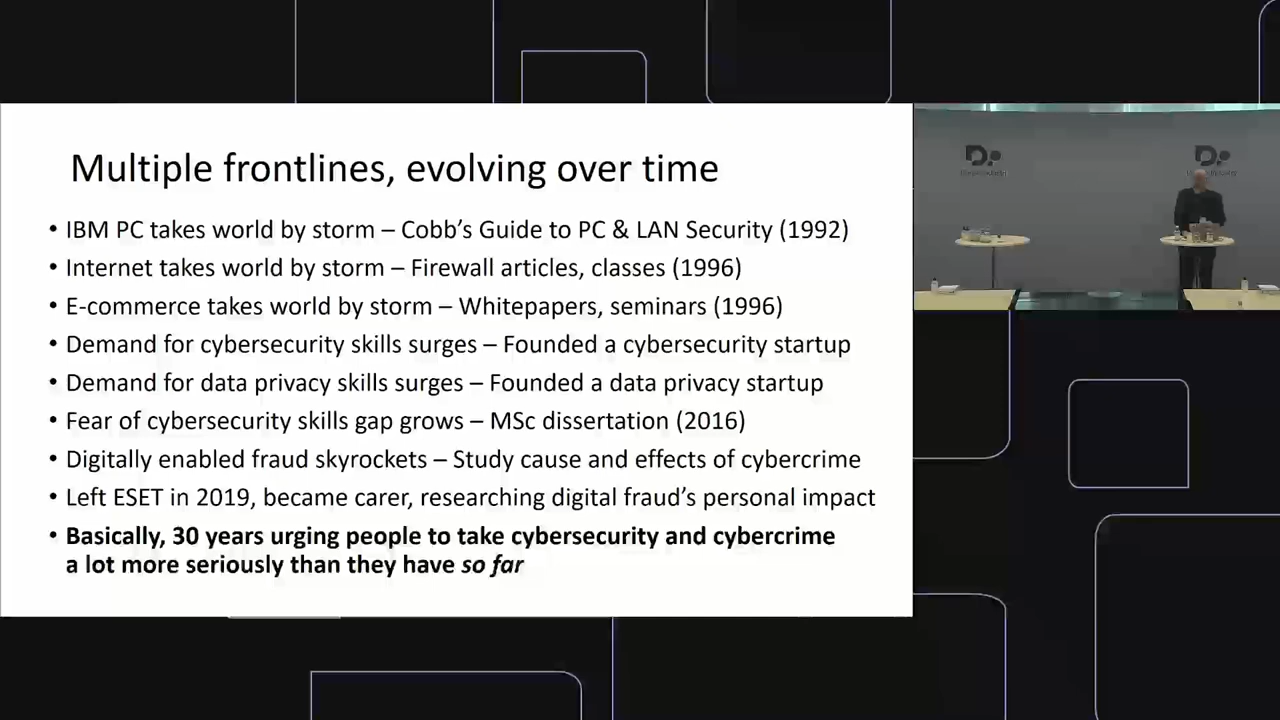 Multiple frontlines, evolving over time
• IBM PC takes world by storm – Cobb's Guide to PC & LAN Security (1992)
• Internet takes world by storm – Firewall articles, classes (1996)
• E-commerce takes world by storm – Whitepapers, seminars (1996)
• Demand for cybersecurity skills surges – Founded a cybersecurity startup
• Demand for data privacy skills surges – Founded a data privacy startup
• Fear of cybersecurity skills gap grows – MSc dissertation (2016)
• Digitally enabled fraud skyrockets – Study cause and effects of cybercrime
• Left ESET in 2019, became carer, researching digital fraud's personal impact
• Basically, 30 years urging people to take cybersecurity and cybercrime
a lot more seriously than they have so far